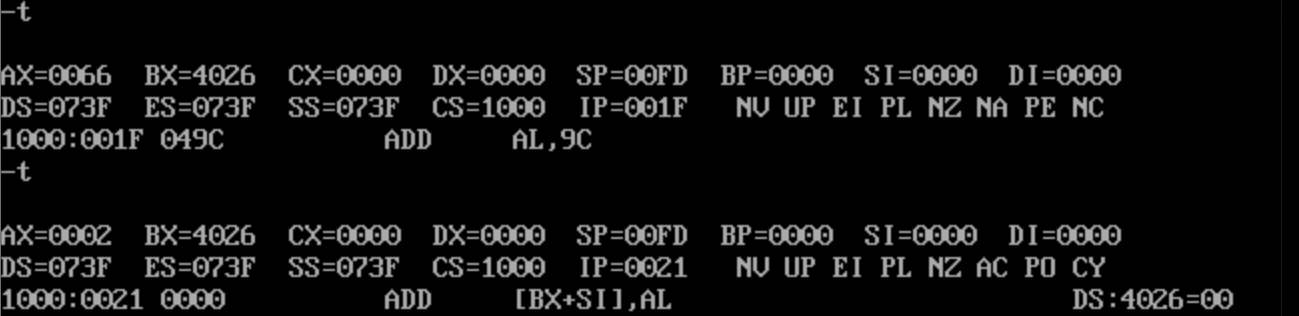 -t
AX=0066 BX=4026 CX=0000 DX=0000 SP=00FD BP=0000 SI=0000 DI=0000
DS=073F ES=073F SS=073F CS=1000 IP=001F NV UP EI PL NZ NA PE NC
1000:001F 049C ADD AL,9C
-t
AX=0002 BX=4026 CX=0000 DX=0000 SP=00FD BP=0000 SI=0000 DI=0000
DS=073F ES=073F SS=073F CS=1000 IP=0021 NV UP EI PL NZ AC PO CY
1000:0021 0000 ADD [BX+SI],AL DS:4026=00